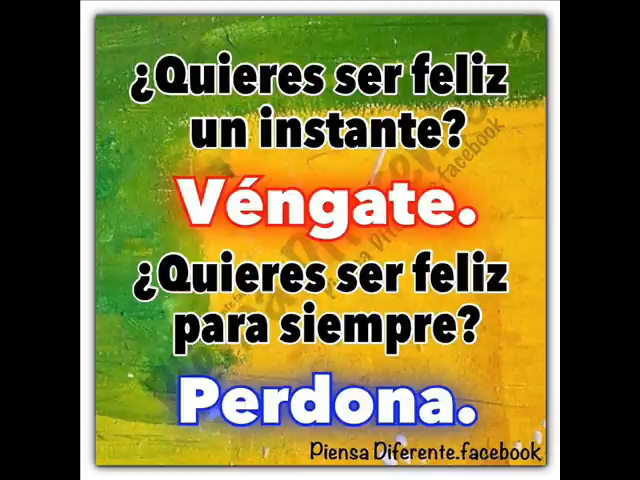 ¿Quieres ser feliz
un instante?
Véngate.
¿Quieres ser feliz
para siempre?
Perdona.
Piensa Diferente.facebook